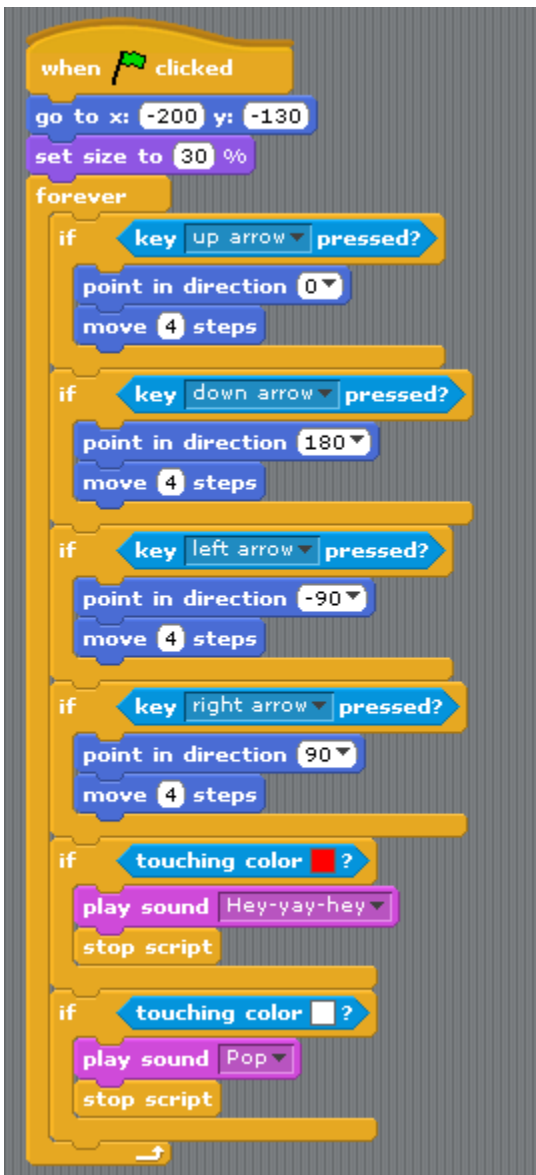 when clicked
go to x: -200 y: -130
set size to 30 %
forever
if key up arrow pressed?
point in direction 0
move 4 steps
if key down arrow pressed?
point in direction 180
move 4 steps
if key left arrow pressed?
point in direction -90
move 4 steps
if key right arrow pressed?
point in direction 90
move 4 steps
if touching color ?
play sound Hey-yay-hey
stop script
if touching color ?
play sound Pop
stop script